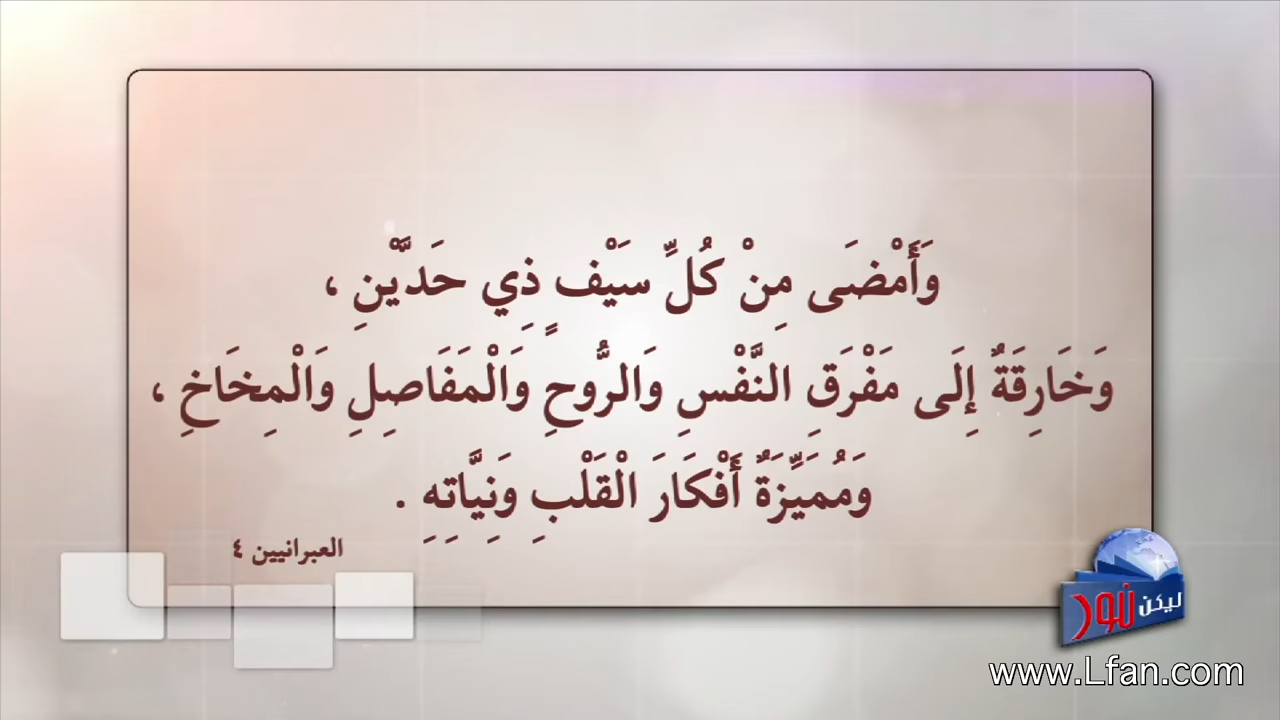 وَأَمْضَى مِنْ كُلِّ سَيْفٍ ذِي حَدَّيْنِ ،
وَخَارِقَةٌ إِلَى مَفْرَقِ النَّفْسِ وَالرُّوحِ وَالْمَفَاصِلِ وَالْمِخَاخِ ،
وَمُمَيِّزَةٌ أَفْكَارَ الْقَلْبِ وَنِيَّاتِهِ .
العبرانيين ٤
ليكن نور
www.Lfan.com